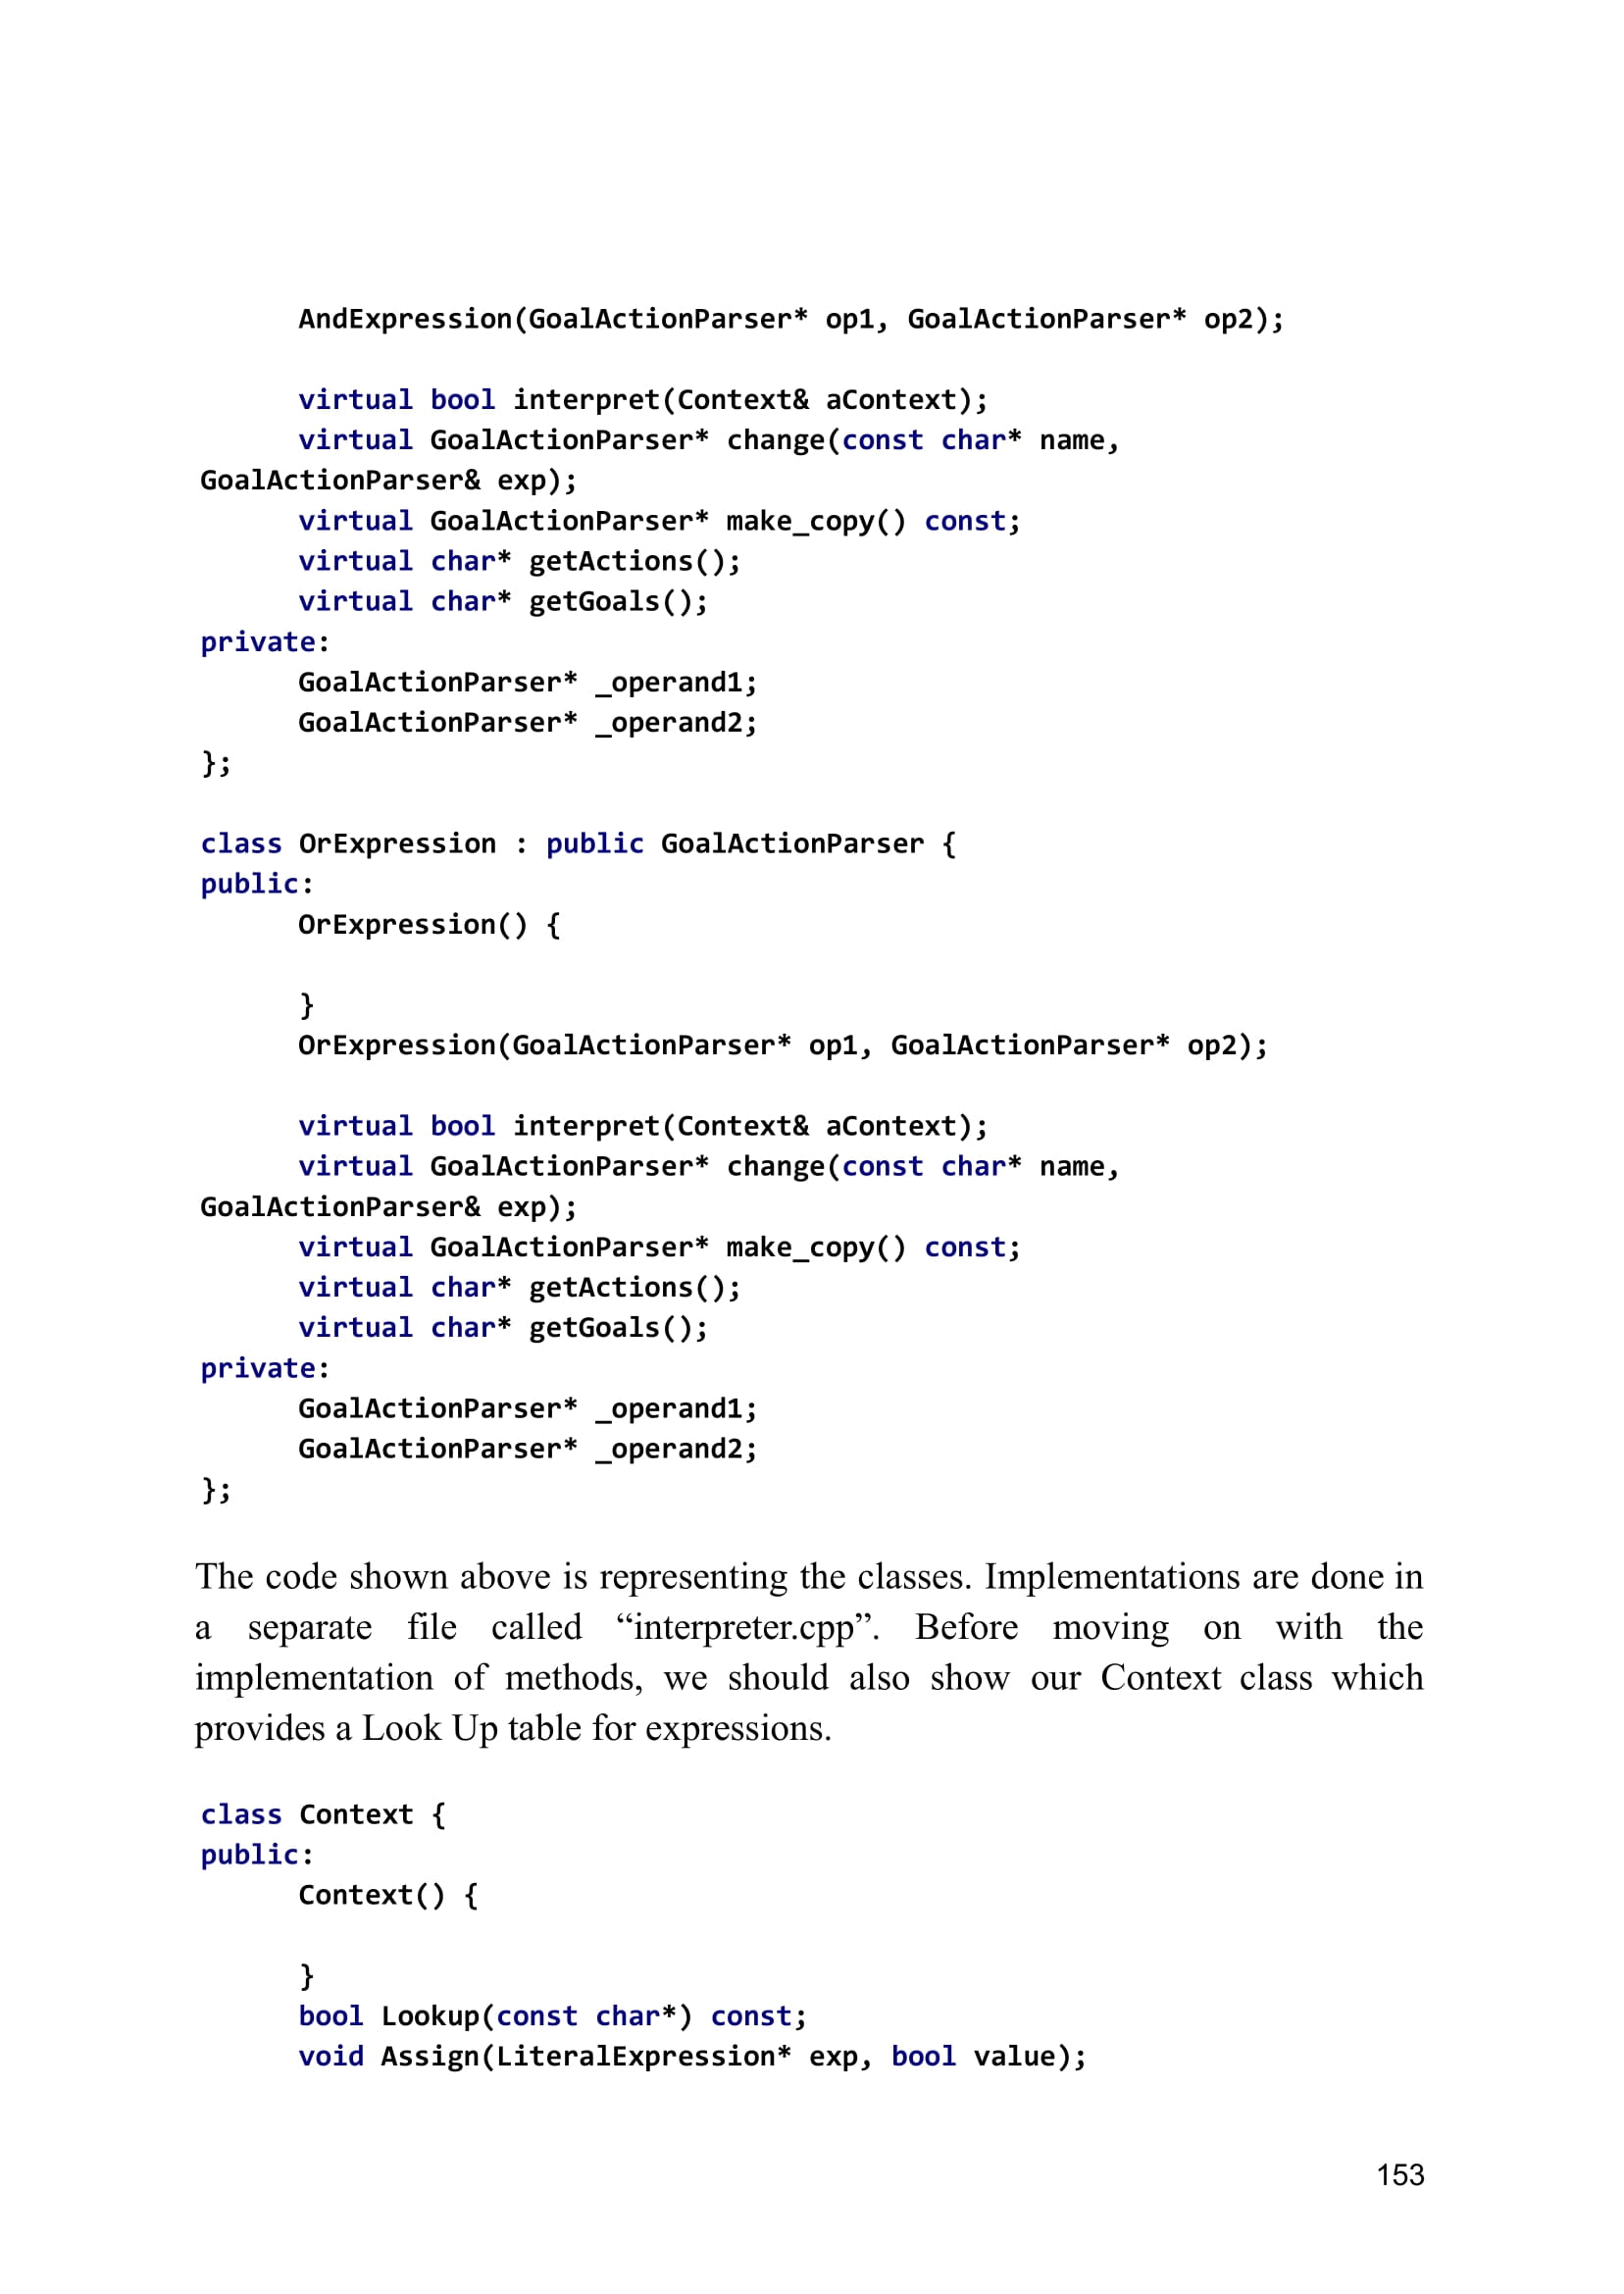 AndExpression(GoalActionParser* op1, GoalActionParser* op2);
virtual bool interpret(Context& aContext);
virtual GoalActionParser* change(const char* name,
GoalActionParser& exp);
virtual GoalActionParser* make_copy() const;
virtual char* getActions();
virtual char* getGoals();
private:
GoalActionParser* _operand1;
GoalActionParser* _operand2;
};
class OrExpression : public GoalActionParser {
public:
OrExpression() {
}
OrExpression(GoalActionParser* op1, GoalActionParser* op2);
virtual bool interpret(Context& aContext);
virtual GoalActionParser* change(const char* name,
GoalActionParser& exp);
virtual GoalActionParser* make_copy() const;
virtual char* getActions();
virtual char* getGoals();
private:
GoalActionParser* _operand1;
GoalActionParser* _operand2;
};
The code shown above is representing the classes. Implementations are done in
a separate file called “interpreter.cpp”. Before moving on with the
implementation of methods, we should also show our Context class which
provides a Look Up table for expressions.
class Context {
public:
Context() {
}
bool Lookup(const char*) const;
void Assign(LiteralExpression* exp, bool value);
153